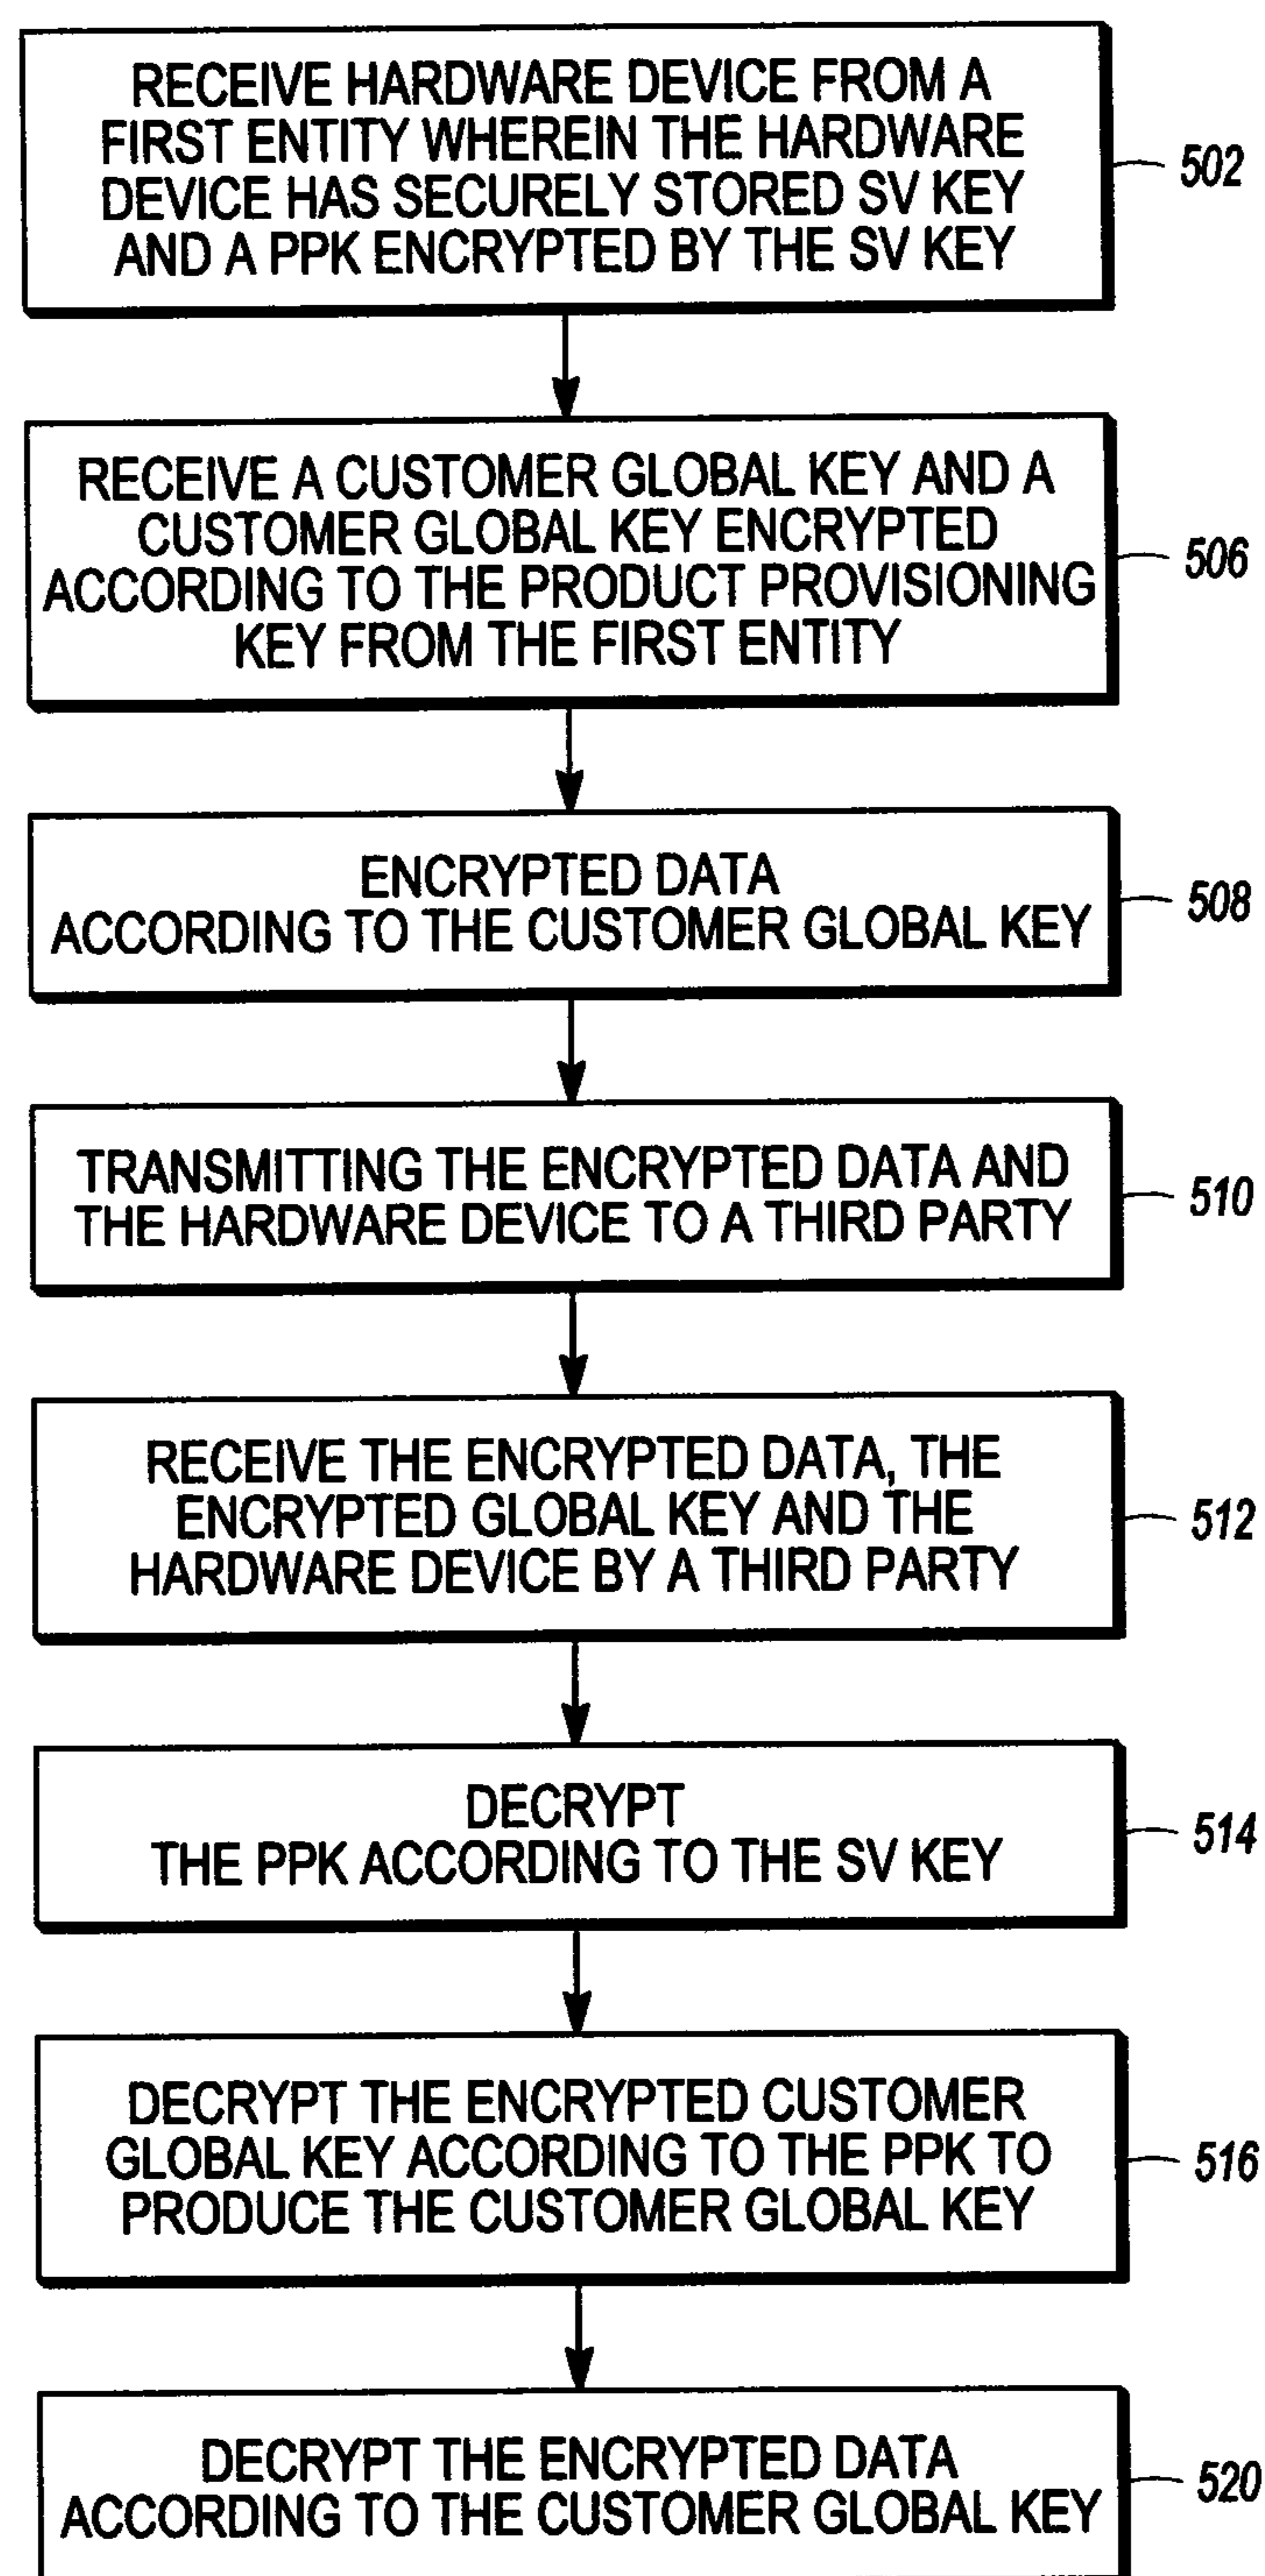 RECEIVE HARDWARE DEVICE FROM A
FIRST ENTITY WHEREIN THE HARDWARE
DEVICE HAS SECURELY STORED SV KEY
AND A PPK ENCRYPTED BY THE SV KEY
502
RECEIVE A CUSTOMER GLOBAL KEY AND A
CUSTOMER GLOBAL KEY ENCRYPTED
ACCORDING TO THE PRODUCT PROVISIONING
KEY FROM THE FIRST ENTITY
506
ENCRYPTED DATA
ACCORDING TO THE CUSTOMER GLOBAL KEY
508
TRANSMITTING THE ENCRYPTED DATA AND
THE HARDWARE DEVICE TO A THIRD PARTY
510
RECEIVE THE ENCRYPTED DATA, THE
ENCRYPTED GLOBAL KEY AND THE
HARDWARE DEVICE BY A THIRD PARTY
512
DECRYPT
THE PPK ACCORDING TO THE SV KEY
514
DECRYPT THE ENCRYPTED CUSTOMER
GLOBAL KEY ACCORDING TO THE PPK TO
PRODUCE THE CUSTOMER GLOBAL KEY
516
DECRYPT THE ENCRYPTED DATA
ACCORDING TO THE CUSTOMER GLOBAL KEY
520